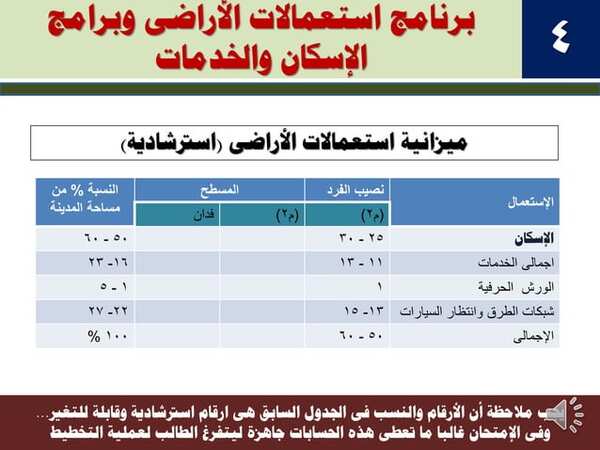 ٤
برنامج استعمالات الأراضى وبرامج
الإسكان والخدمات
ميزانية استعمالات الأراضى (استرشادية)
الإستعمال نصيب الفرد المسطح النسبة % من
مساحة المدينة
(م٢) (م٢) فدان
الإسكان ٢٥ - ٣٠ ٥٠ - ٦٠
اجمالى الخدمات ١١ - ١٣ ١٦- ٢٣
الورش الحرفية ١ ١ - ٥
شبكات الطرق وانتظار السيارات ١٣- ١٥ ٢٢- ٢٧
الإجمالى ٥٠ - ٦٠ ١٠٠ %
ملاحظة أن الأرقام والنسب فى الجدول السابق هى ارقام استرشادية وقابلة للتغير...
وفى الإمتحان غالبا ما تعطى هذه الحسابات جاهزة ليتفرغ الطالب لعملية التخطيط